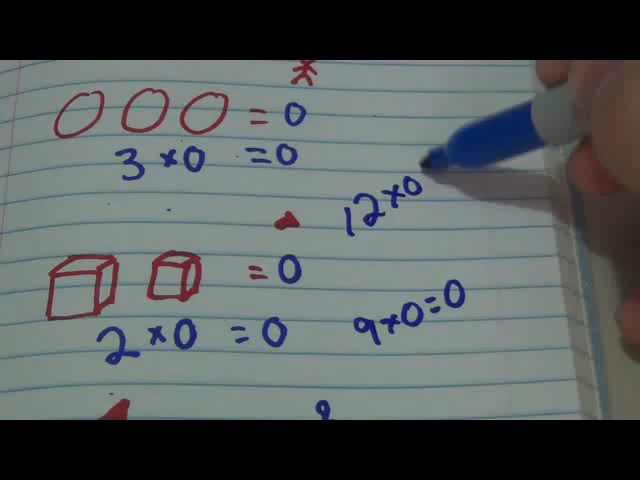 = 0
3 × 0 = 0
12 × 0
= 0
2 × 0 = 0
9 × 0 = 0